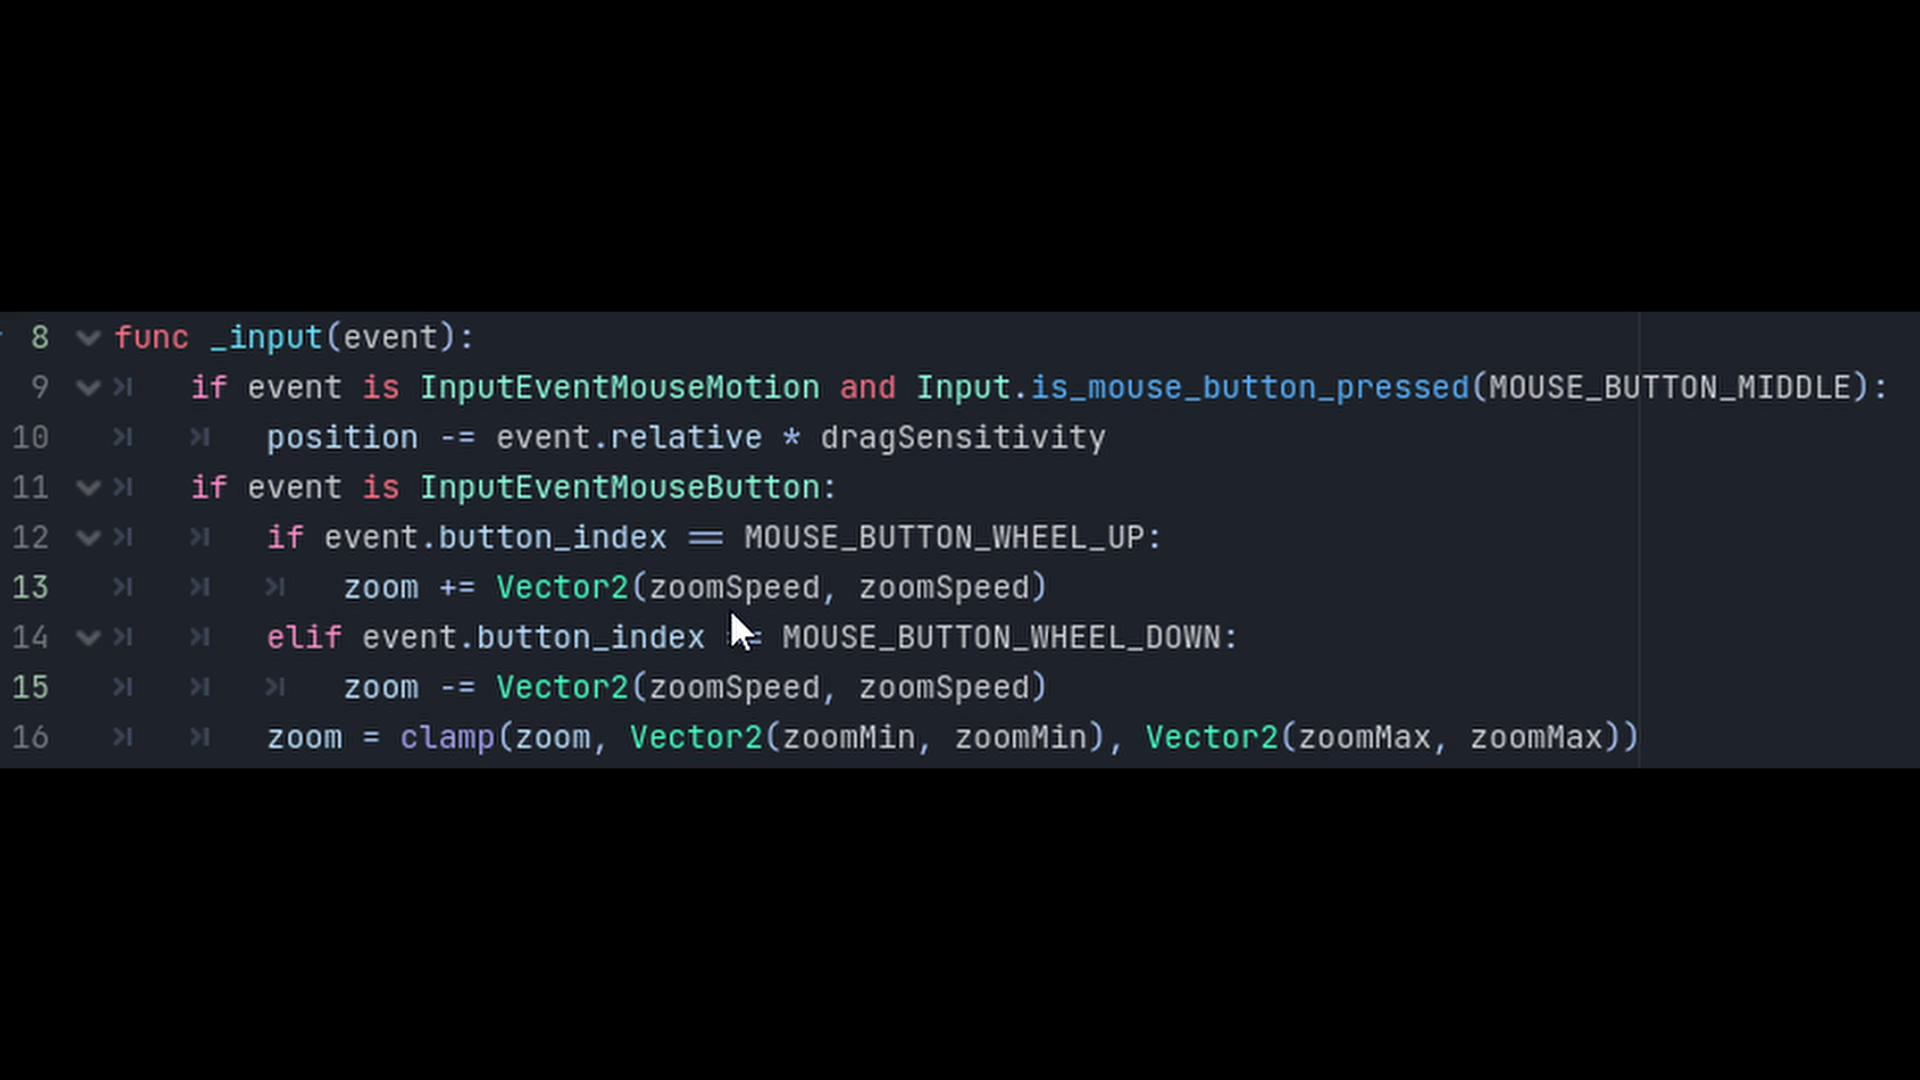 8 func _input(event):
9 if event is InputEventMouseMotion and Input.is_mouse_button_pressed(MOUSE_BUTTON_MIDDLE):
10 position -= event.relative * dragSensitivity
11 if event is InputEventMouseButton:
12 if event.button_index == MOUSE_BUTTON_WHEEL_UP:
13 zoom += Vector2(zoomSpeed, zoomSpeed)
14 elif event.button_index == MOUSE_BUTTON_WHEEL_DOWN:
15 zoom -= Vector2(zoomSpeed, zoomSpeed)
16 zoom = clamp(zoom, Vector2(zoomMin, zoomMin), Vector2(zoomMax, zoomMax))